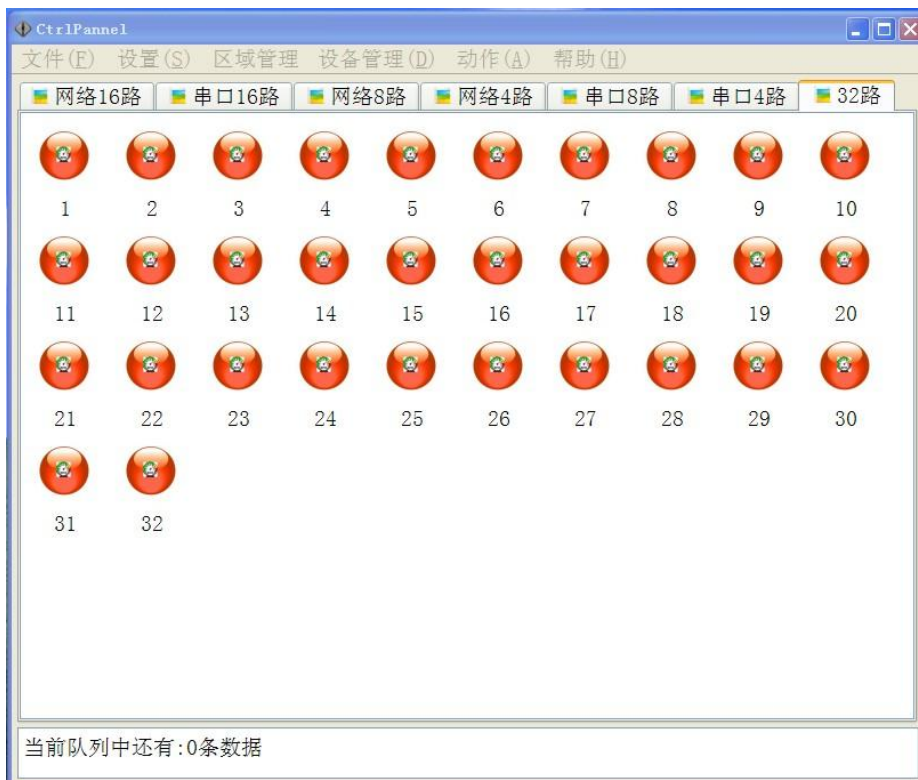 CtrlPannel
文件(F) 设置(S) 区域管理 设备管理(D) 动作(A) 帮助(H)
网络16路 串口16路 网络8路 网络4路 串口8路 串口4路 32路
1 2 3 4 5 6 7 8 9 10
11 12 13 14 15 16 17 18 19 20
21 22 23 24 25 26 27 28 29 30
31 32
当前队列中还有:0条数据